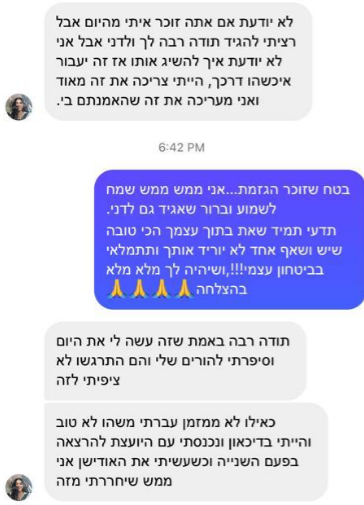 לא יודעת אם אתה זוכר איתי מהיום אבל
רציתי להגיד תודה רבה לך ולדני אבל אני
לא יודעת איך להשיג אותו אז זה יעבור
איכשהו דרכך, הייתי צריכה את זה מאוד
ואני מעריכה את זה שהאמנתם בי.
6:42 PM
בטח שזוכר הגזמת...אני ממש ממש שמח
לשמוע וברור שאגיד גם לדני.
תדעי תמיד שאת בתוך עצמך הכי טובה
שיש ושאף אחד לא יוריד אותך ותתמלאי
בביטחון עצמי!!!,ושיהיה לך מלא מלא
בהצלחה🙏🙏🙏🙏
תודה רבה באמת שזה עשה לי את היום
וסיפרתי להורים שלי והם התרגשו לא
ציפיתי לזה
כאילו לא ממזמן עברתי משהו לא טוב
והייתי בדיכאון ונכנסתי עם היועצת להרצאה
בפעם השנייה וכשעשיתי את האודישן אני
ממש שיחררתי מזה